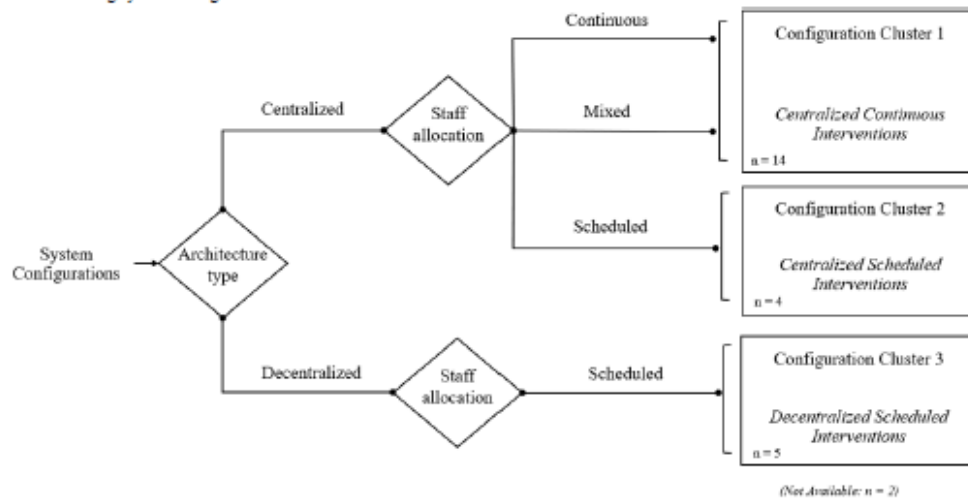 Continuous
Configuration Cluster 1
Centralized
Staff
allocation
Mixed
Centralized Continuous
Interventions
n = 14
Configuration Cluster 2
Scheduled
System
Configurations
Architecture
type
Centralized Scheduled
Interventions
n = 4
Configuration Cluster 3
Decentralized
Staff
allocation
Scheduled
Decentralized Scheduled
Interventions
n = 5
(Not Available: n = 2)